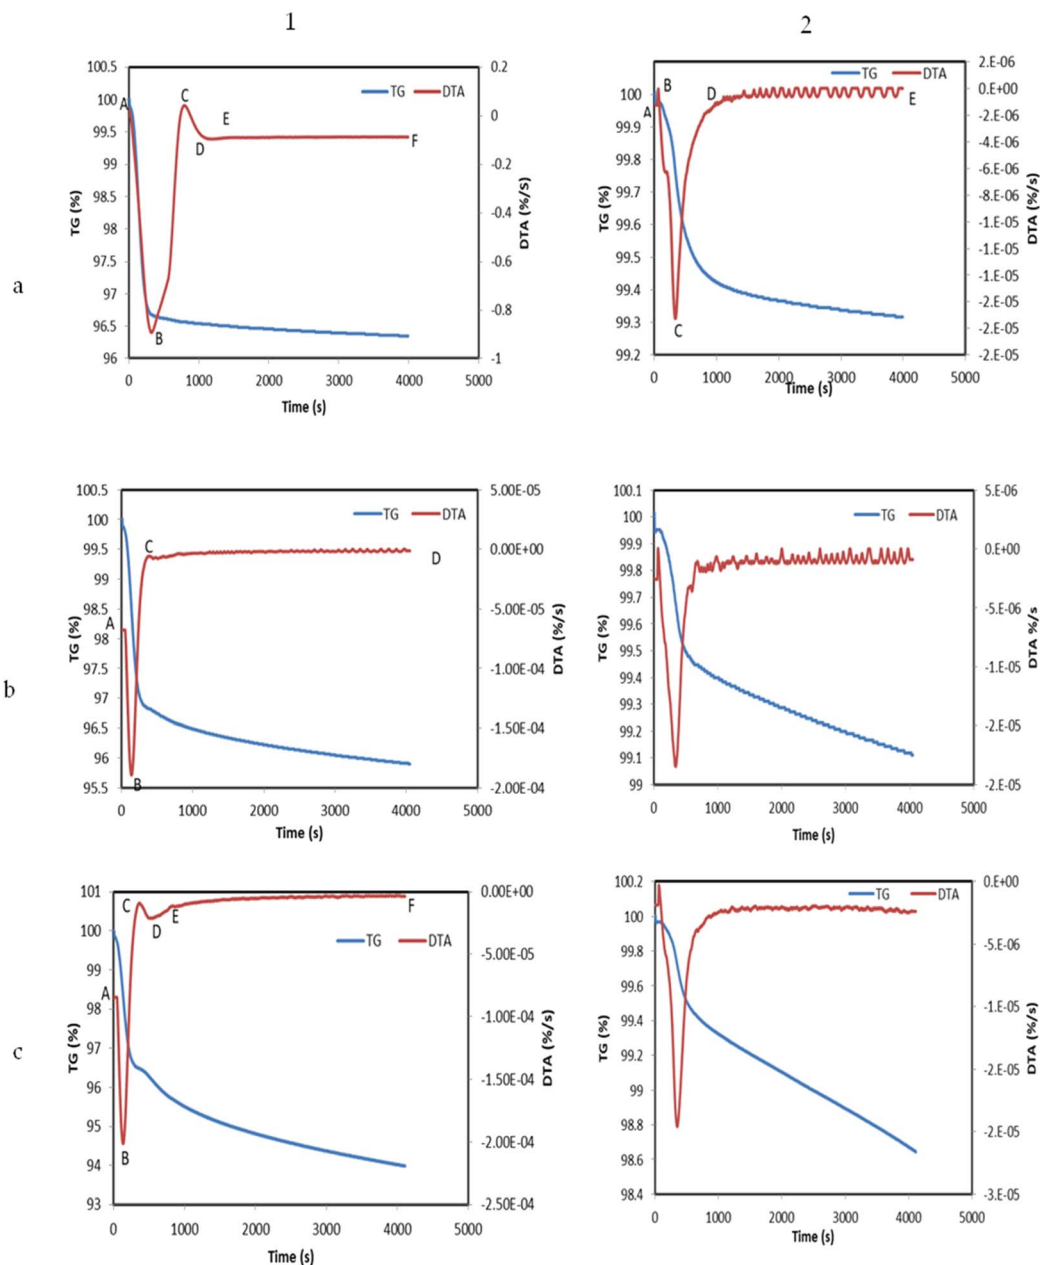 1
2
a
b
c
100.5
100
99.5
99
98.5
98
97.5
97
96.5
96
TG (%)
0.2
0
-0.2
-0.4
-0.6
-0.8
-1
DTA (%/s)
TG DTA
A
B
C
D
E
F
0 1000 2000 3000 4000 5000
Time (s)
100
99.9
99.8
99.7
99.6
99.5
99.4
99.3
99.2
TG (%)
2.E-06
0.E+00
-2.E-06
-4.E-06
-6.E-06
-8.E-06
-1.E-05
-1.E-05
-1.E-05
-2.E-05
-2.E-05
-2.E-05
DTA (%/s)
TG DTA
A
B
C
D
E
0 1000 2000 3000 4000 5000
Time (s)
100.5
100
99.5
99
98.5
98
97.5
97
96.5
96
95.5
TG (%)
5.00E-05
0.00E+00
-5.00E-05
-1.00E-04
-1.50E-04
-2.00E-04
DTA (%/s)
TG DTA
A
B
C
D
0 1000 2000 3000 4000 5000
Time (s)
100.1
100
99.9
99.8
99.7
99.6
99.5
99.4
99.3
99.2
99.1
99
TG (%)
5.E-06
0.E+00
-5.E-06
-1.E-05
-2.E-05
-2.E-05
DTA %/s)
TG DTA
0 1000 2000 3000 4000 5000
Time (s)
101
100
99
98
97
96
95
94
93
TG (%)
0.00E+00
-5.00E-05
-1.00E-04
-1.50E-04
-2.00E-04
-2.50E-04
DTA (%/s)
TG DTA
A
B
C
D
E
F
0 1000 2000 3000 4000 5000
Time (s)
100.2
100
99.8
99.6
99.4
99.2
99
98.8
98.6
98.4
TG (%)
0.E+00
-5.E-06
-1.E-05
-2.E-05
-2.E-05
-3.E-05
DTA (%/s)
TG DTA
0 1000 2000 3000 4000 5000
Time (s)